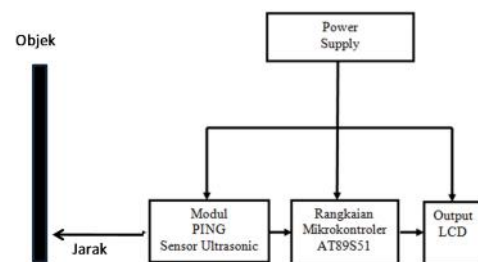 Objek
Power
Supply
Modul
PING
Sensor Ultrasonic
Rangkaian
Mikrokontroler
AT89S51
Output
LCD
Jarak